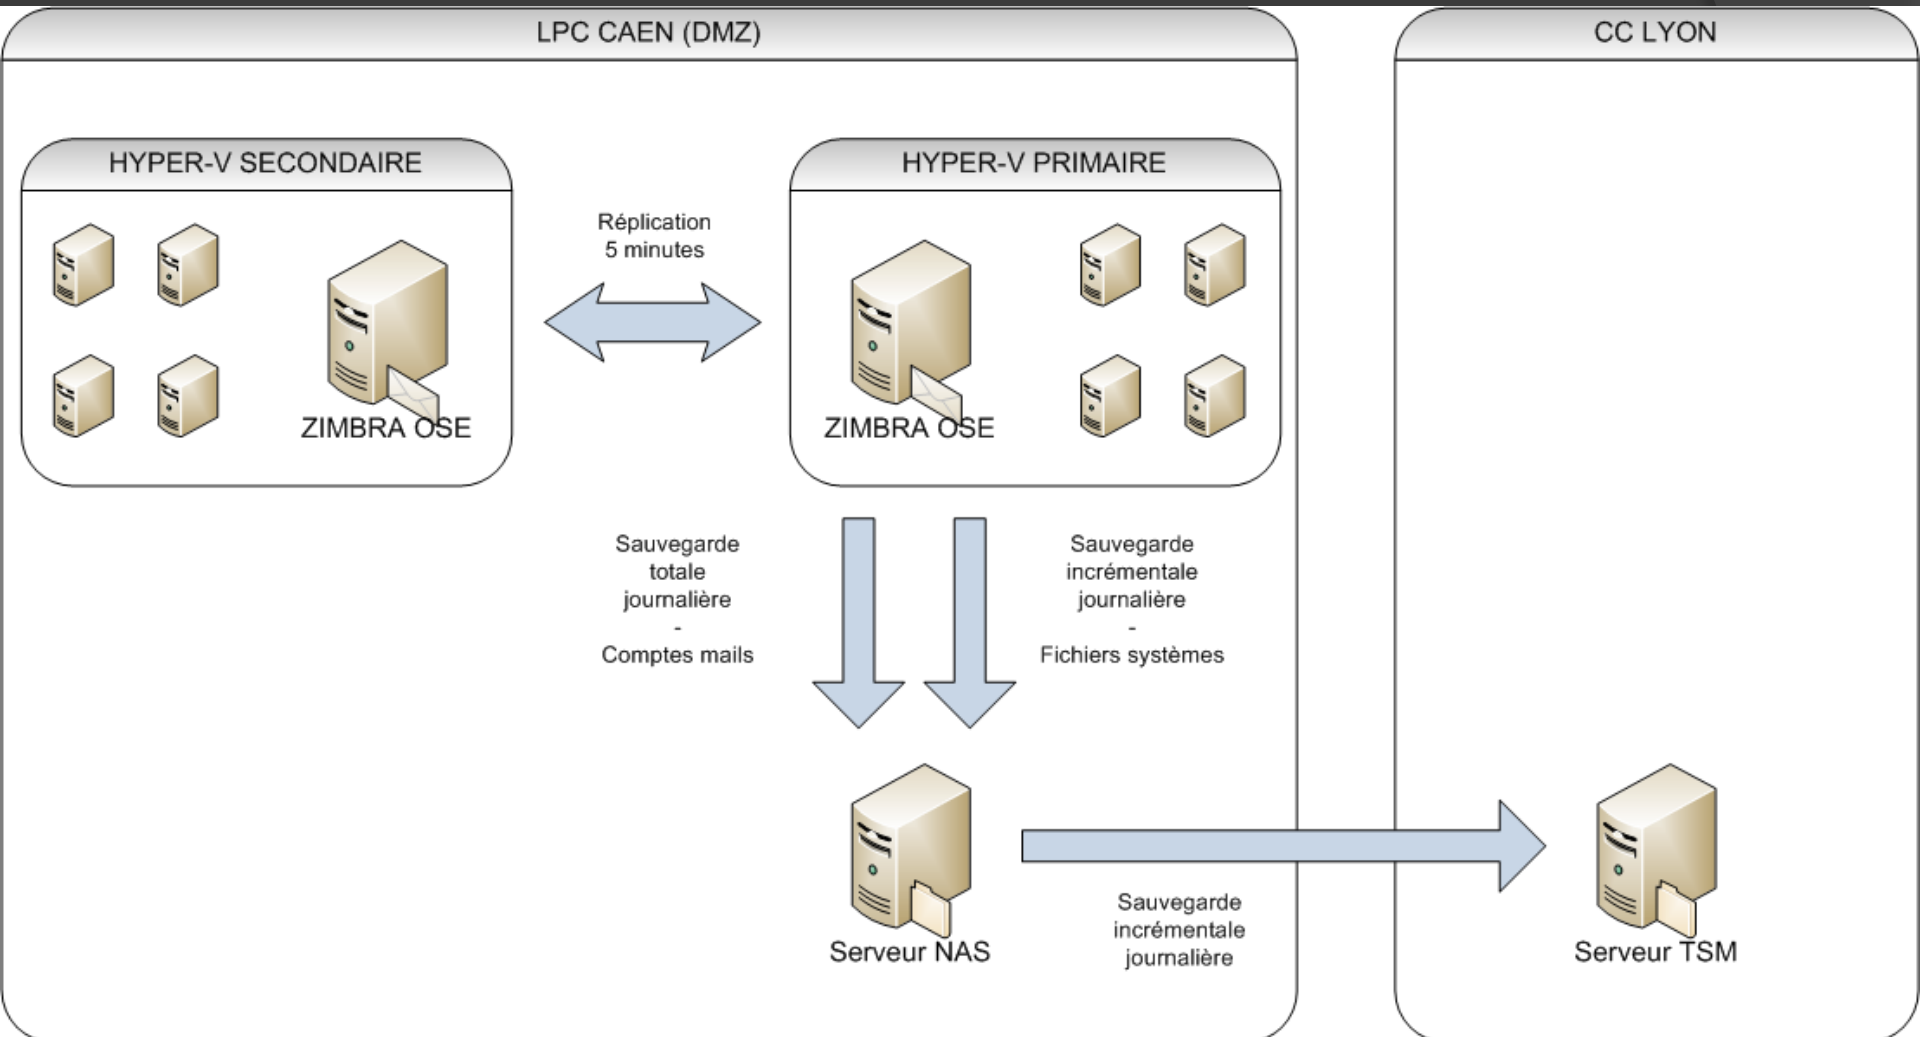 LPC CAEN (DMZ)
CC LYON
HYPER-V SECONDAIRE
HYPER-V PRIMAIRE
Réplication
5 minutes
ZIMBRA OSE
ZIMBRA OSE
Sauvegarde
totale
journalière
-
Comptes mails
Sauvegarde
incrémentale
journalière
-
Fichiers systèmes
Serveur NAS
Sauvegarde
incrémentale
journalière
Serveur TSM